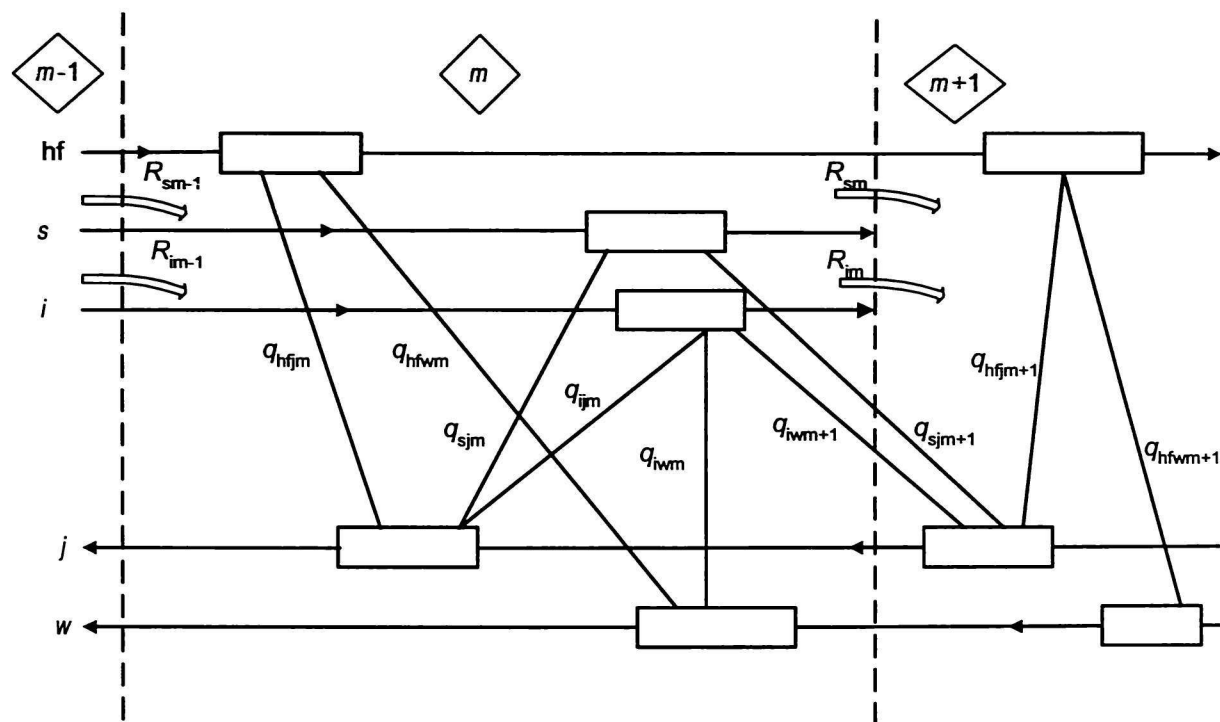 m-1 m m+1
hf
R_sm-1 R_sm
s
R_im-1 R_im
i
q_hfjm q_hfwm q_ijm q_hfjm+1
q_sjm q_iwm q_iwm+1 q_sjm+1 q_hfwm+1
j
w